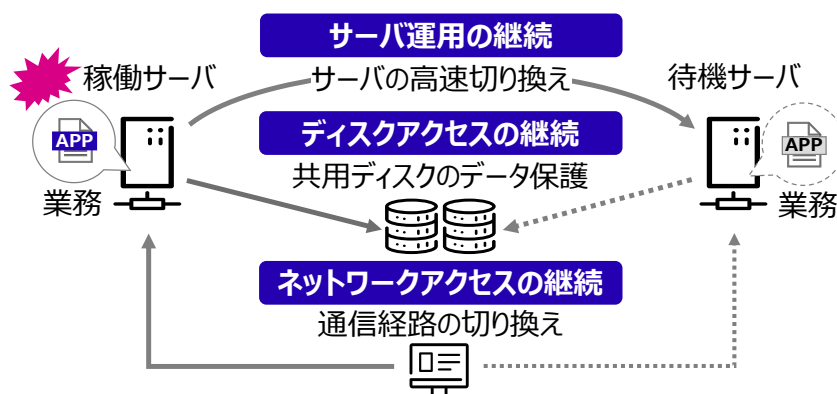 サーバ運用の継続
稼働サーバ
サーバの高速切り換え
待機サーバ
APP
ディスクアクセスの継続
APP
共用ディスクのデータ保護
業務
業務
ネットワークアクセスの継続
通信経路の切り換え